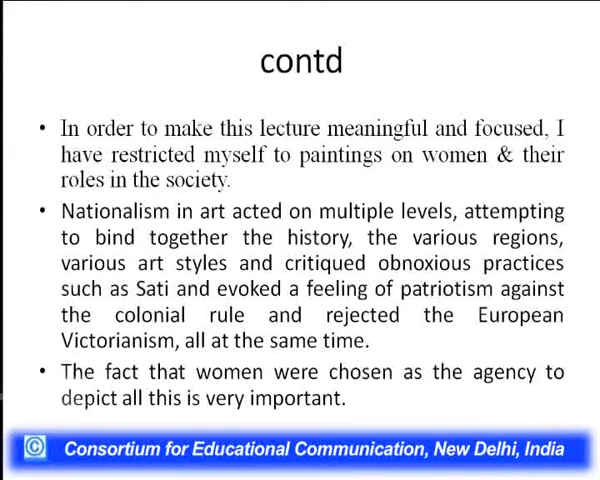 contd
• In order to make this lecture meaningful and focused, I
have restricted myself to paintings on women & their
roles in the society.
• Nationalism in art acted on multiple levels, attempting
to bind together the history, the various regions,
various art styles and critiqued obnoxious practices
such as Sati and evoked a feeling of patriotism against
the colonial rule and rejected the European
Victorianism, all at the same time.
• The fact that women were chosen as the agency to
depict all this is very important.
© Consortium for Educational Communication, New Delhi, India